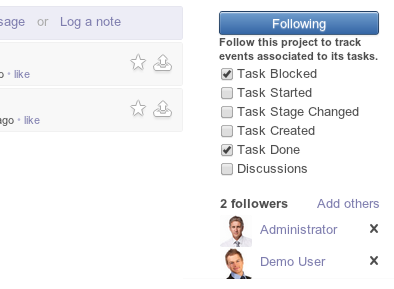 sage or Log a note
o • like
ago • like
Following
Follow this project to track
events associated to its tasks.
Task Blocked
Task Started
Task Stage Changed
Task Created
Task Done
Discussions
2 followers Add others
Administrator
Demo User